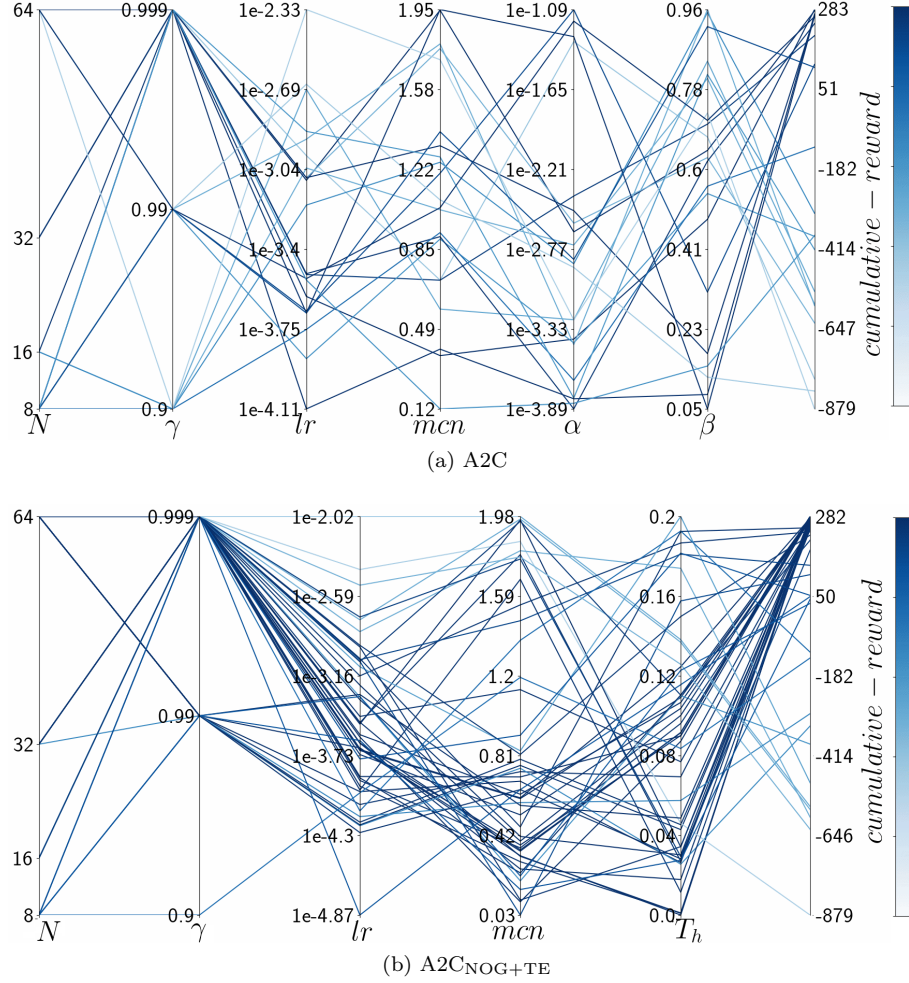 64 0.999 1e-2.33 1.95 1e-1.09 0.96 283
1e-2.69 1.58 1e-1.65 0.78 51
1e-3.04 1.22 1e-2.21 0.6 -182
32 0.99 1e-3.4 0.85 1e-2.77 0.41 -414
16 1e-3.75 0.49 1e-3.33 0.23 -647
8 0.9 1e-4.11 0.12 1e-3.89 0.05 -879
N γ lr mcn α β
cumulative − reward
(a) A2C
64 0.999 1e-2.02 1.98 0.2 282
1e-2.59 1.59 0.16 50
1e-3.16 1.2 0.12 -182
32 0.99 1e-3.73 0.81 0.08 -414
16 1e-4.3 0.42 0.04 -646
8 0.9 1e-4.87 0.03 0.0 -879
N γ lr mcn T_h
cumulative − reward
(b) A2C_NOG+TE